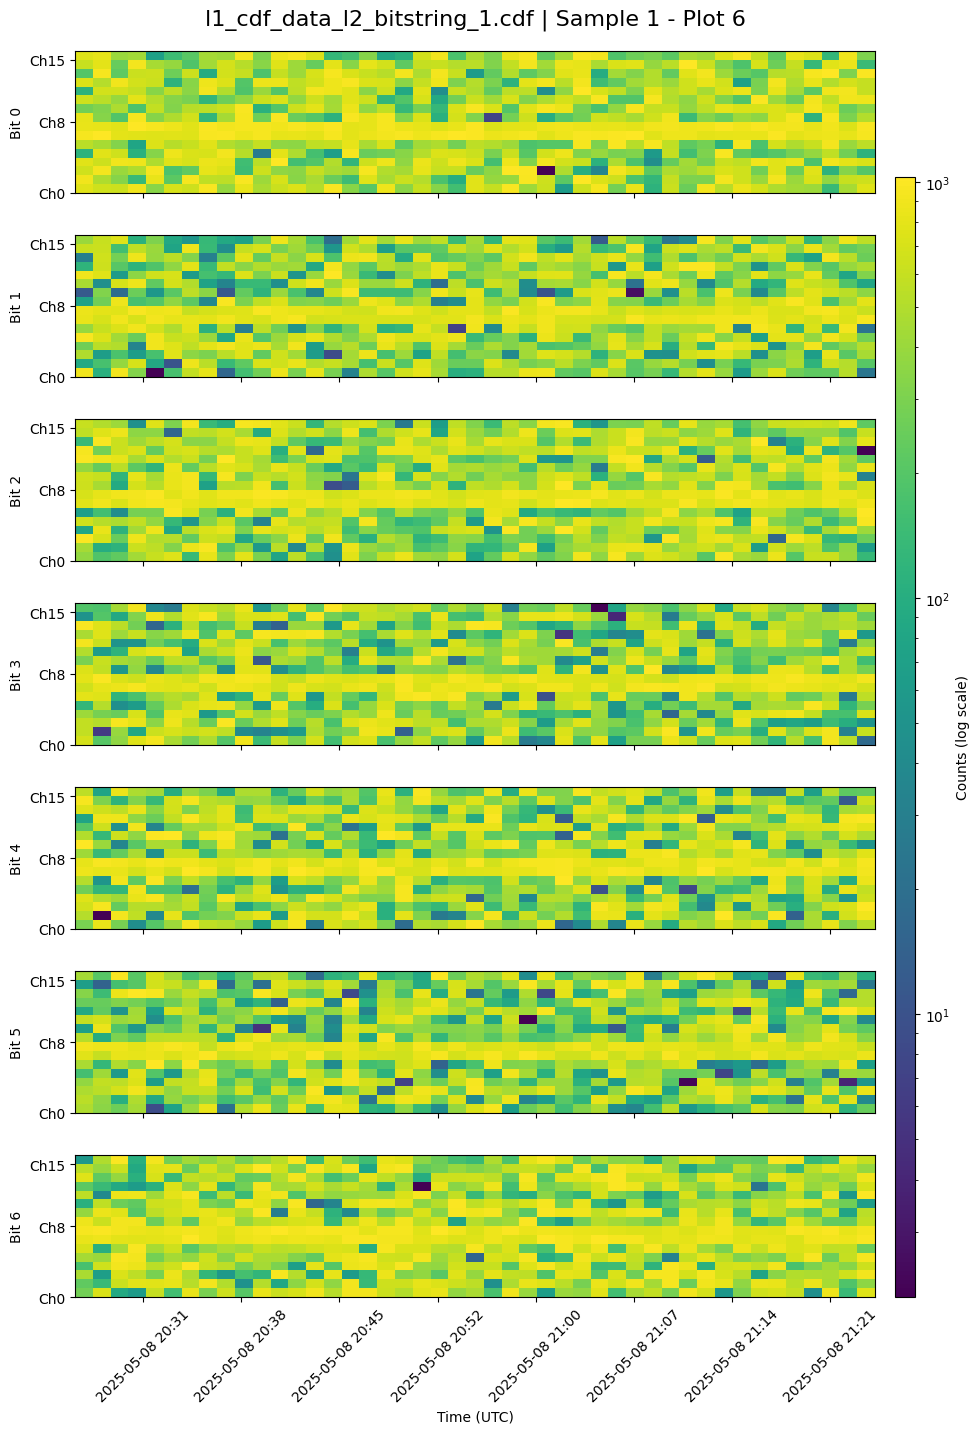 l1_cdf_data_l2_bitstring_1.cdf | Sample 1 - Plot 6
Ch15
Ch8
Ch0
Bit 0
Ch15
Ch8
Ch0
Bit 1
Ch15
Ch8
Ch0
Bit 2
Ch15
Ch8
Ch0
Bit 3
Ch15
Ch8
Ch0
Bit 4
Ch15
Ch8
Ch0
Bit 5
Ch15
Ch8
Ch0
Bit 6
2025-05-08 20:31
2025-05-08 20:38
2025-05-08 20:45
2025-05-08 20:52
2025-05-08 21:00
2025-05-08 21:07
2025-05-08 21:14
2025-05-08 21:21
Time (UTC)
10³
10²
10¹
Counts (log scale)